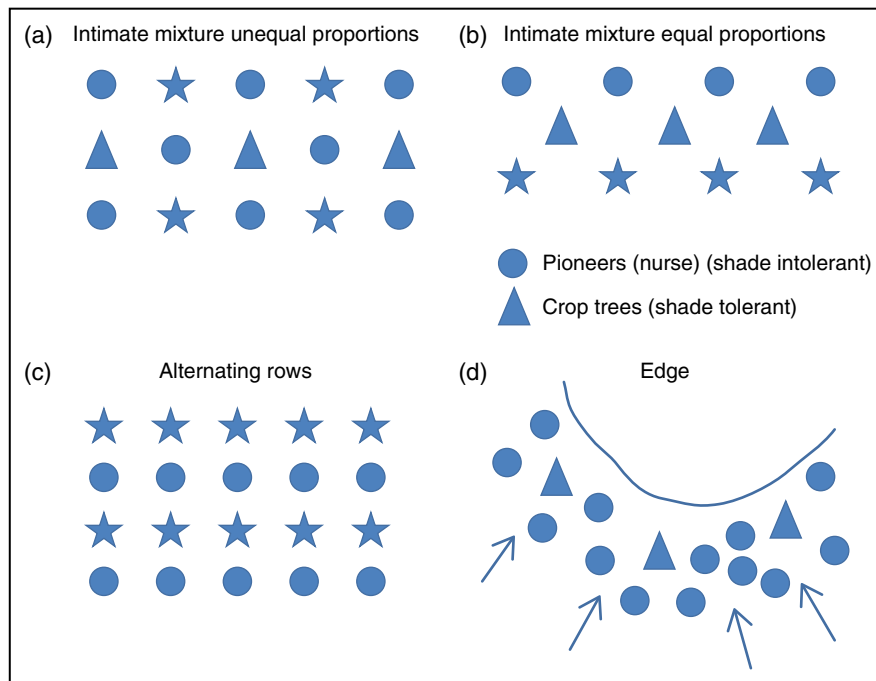 (a) Intimate mixture unequal proportions
(b) Intimate mixture equal proportions
Pioneers (nurse) (shade intolerant)
Crop trees (shade tolerant)
(c) Alternating rows
(d) Edge